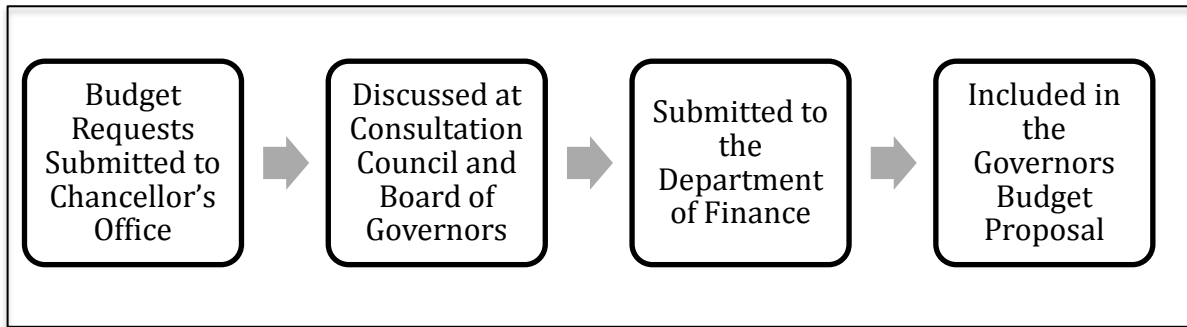 Budget
Requests
Submitted to
Chancellor’s
Office
Discussed at
Consultation
Council and
Board of
Governors
Submitted to
the
Department
of Finance
Included in
the
Governors
Budget
Proposal